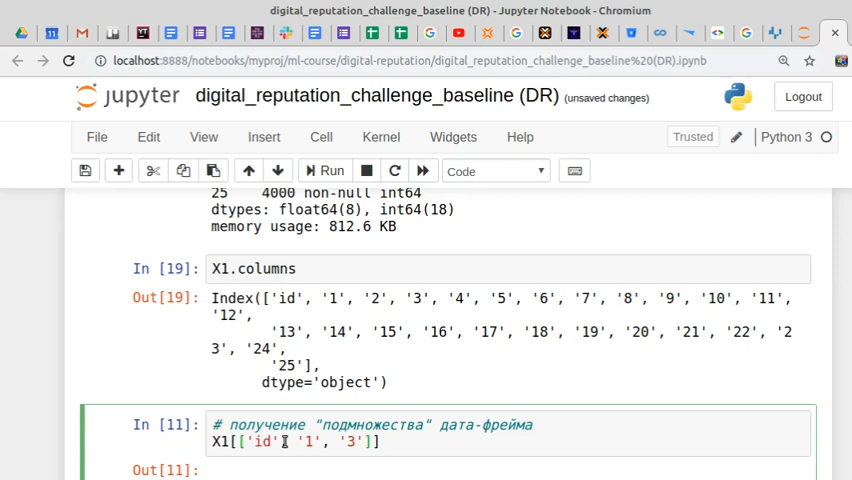 digital_reputation_challenge_baseline (DR) - Jupyter Notebook - Chromium
localhost:8888/notebooks/myproj/ml-course/digital-reputation/digital_reputation_challenge_baseline%20(DR).ipynb
jupyter digital_reputation_challenge_baseline (DR) (unsaved changes) Logout
File Edit View Insert Cell Kernel Widgets Help Trusted Python 3
Run Code
25 4000 non-null int64
dtypes: float64(8), int64(18)
memory usage: 812.6 KB
In [19]: X1.columns
Out[19]: Index(['id', '1', '2', '3', '4', '5', '6', '7', '8', '9', '10', '11',
'12',
'13', '14', '15', '16', '17', '18', '19', '20', '21', '22', '2
3', '24',
'25'],
dtype='object')
In [11]: # получение "подмножества" дата-фрейма
X1[['id', '1', '3']]
Out[11]: